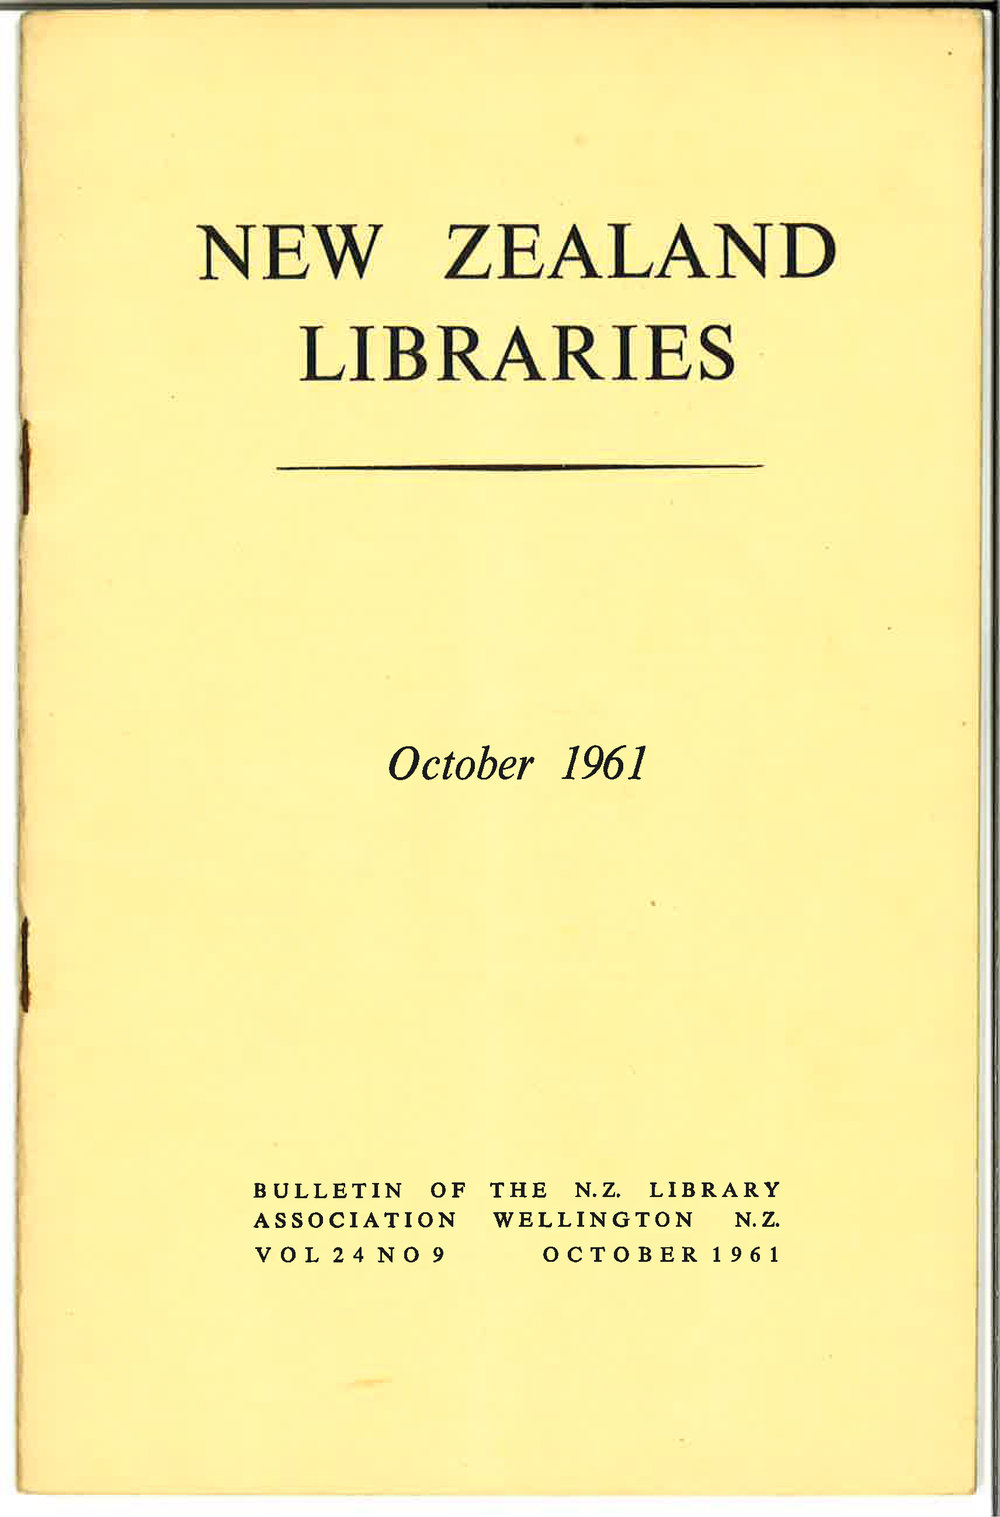 NEW ZEALAND
LIBRARIES
October 1961
BULLETIN OF THE N.Z. LIBRARY
ASSOCIATION WELLINGTON N.Z.
VOL 24 NO 9 OCTOBER 1961